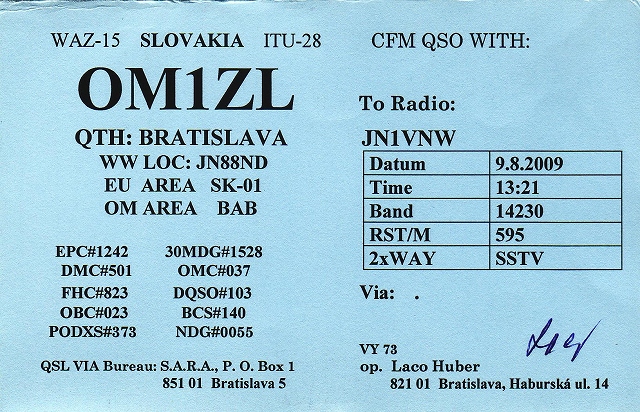 WAZ-15 SLOVAKIA ITU-28
OM1ZL
QTH: BRATISLAVA
WW LOC: JN88ND
EU AREA SK-01
OM AREA BAB
EPC#1242 30MDG#1528
DMC#501 OMC#037
FHC#823 DQSO#103
OBC#023 BCS#140
PODXS#373 NDG#0055
QSL VIA Bureau: S.A.R.A., P. O. Box 1
851 01 Bratislava 5
CFM QSO WITH:
To Radio:
JN1VNW
Datum 9.8.2009
Time 13:21
Band 14230
RST/M 595
2xWAY SSTV
Via: .
VY 73
op. Laco Huber
821 01 Bratislava, Haburská ul. 14